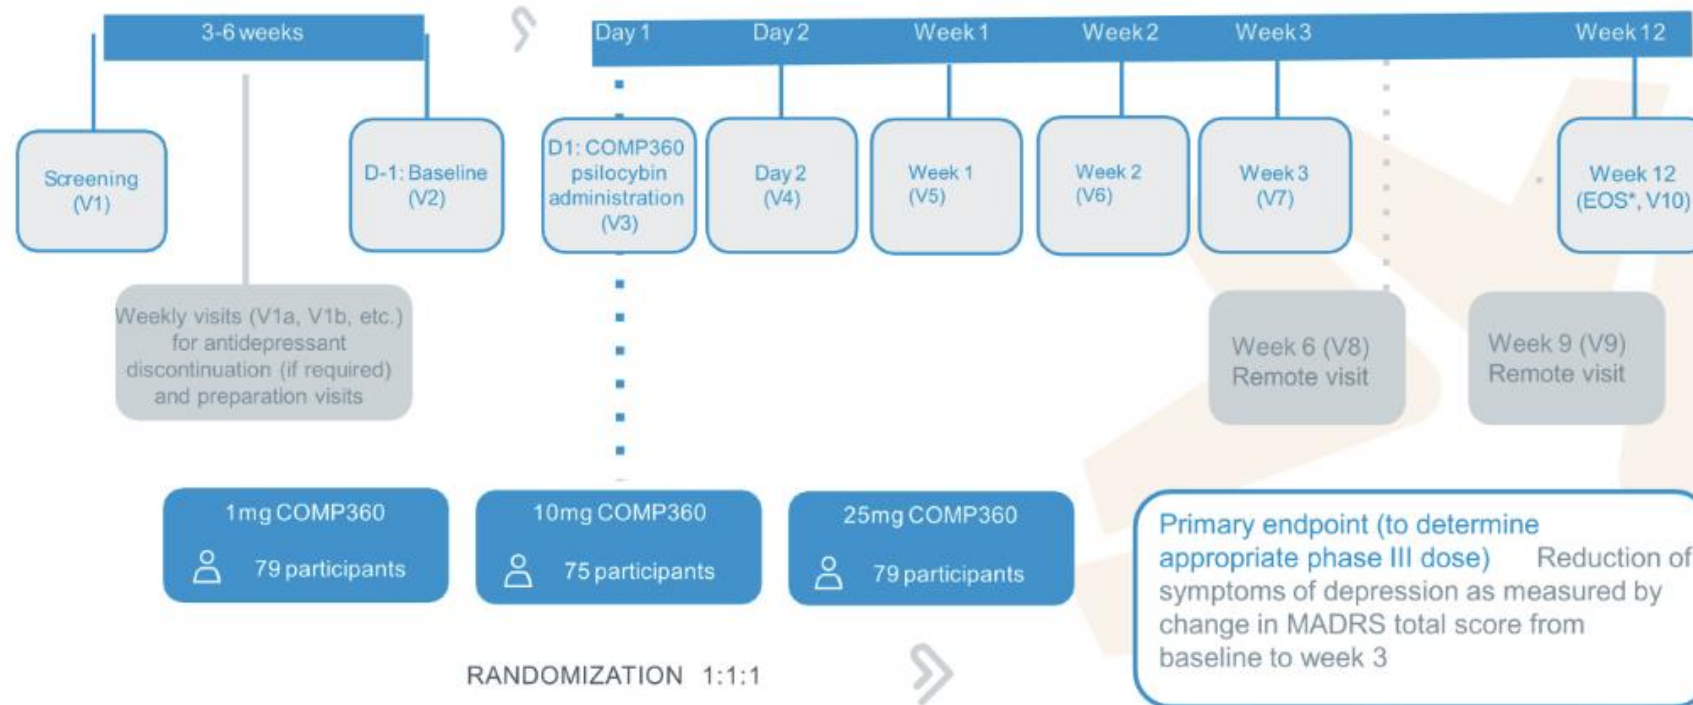 3-6 weeks
Day 1
Day 2
Week 1
Week 2
Week 3
Week 12
Screening
(V1)
D-1: Baseline
(V2)
D1: COMP360
psilocybin
administration
(V3)
Day 2
(V4)
Week 1
(V5)
Week 2
(V6)
Week 3
(V7)
Week 12
(EOS*, V10)
Weekly visits (V1a, V1b, etc.)
for antidepressant
discontinuation (if required)
and preparation visits
Week 6 (V8)
Remote visit
Week 9 (V9)
Remote visit
1mg COMP360
79 participants
10mg COMP360
75 participants
25mg COMP360
79 participants
Primary endpoint (to determine
appropriate phase III dose) Reduction of
symptoms of depression as measured by
change in MADRS total score from
baseline to week 3
RANDOMIZATION 1:1:1